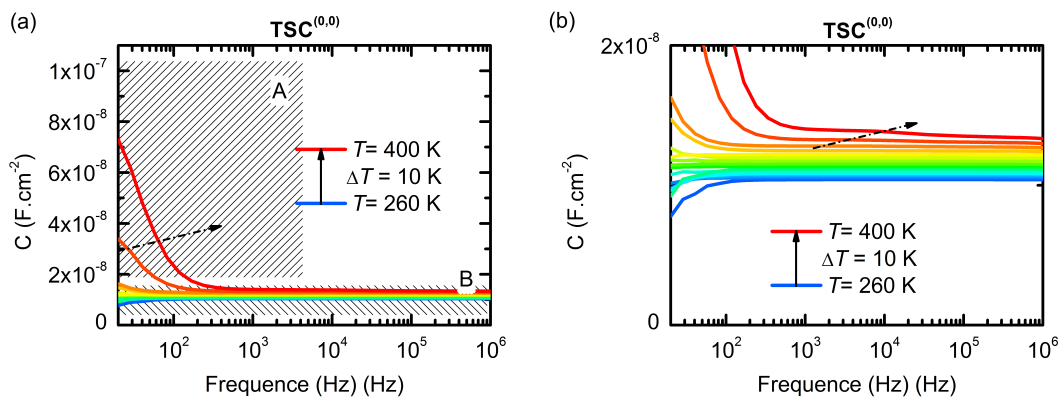 (a)
TSC(0,0)
1x10-7
8x10-8
6x10-8
4x10-8
2x10-8
0
C (F.cm-2)
A
T= 400 K
ΔT = 10 K
T= 260 K
B
102 103 104 105 106
Frequence (Hz) (Hz)
(b)
TSC(0,0)
2x10-8
0
C (F.cm-2)
T= 400 K
ΔT = 10 K
T= 260 K
102 103 104 105 106
Frequence (Hz) (Hz)